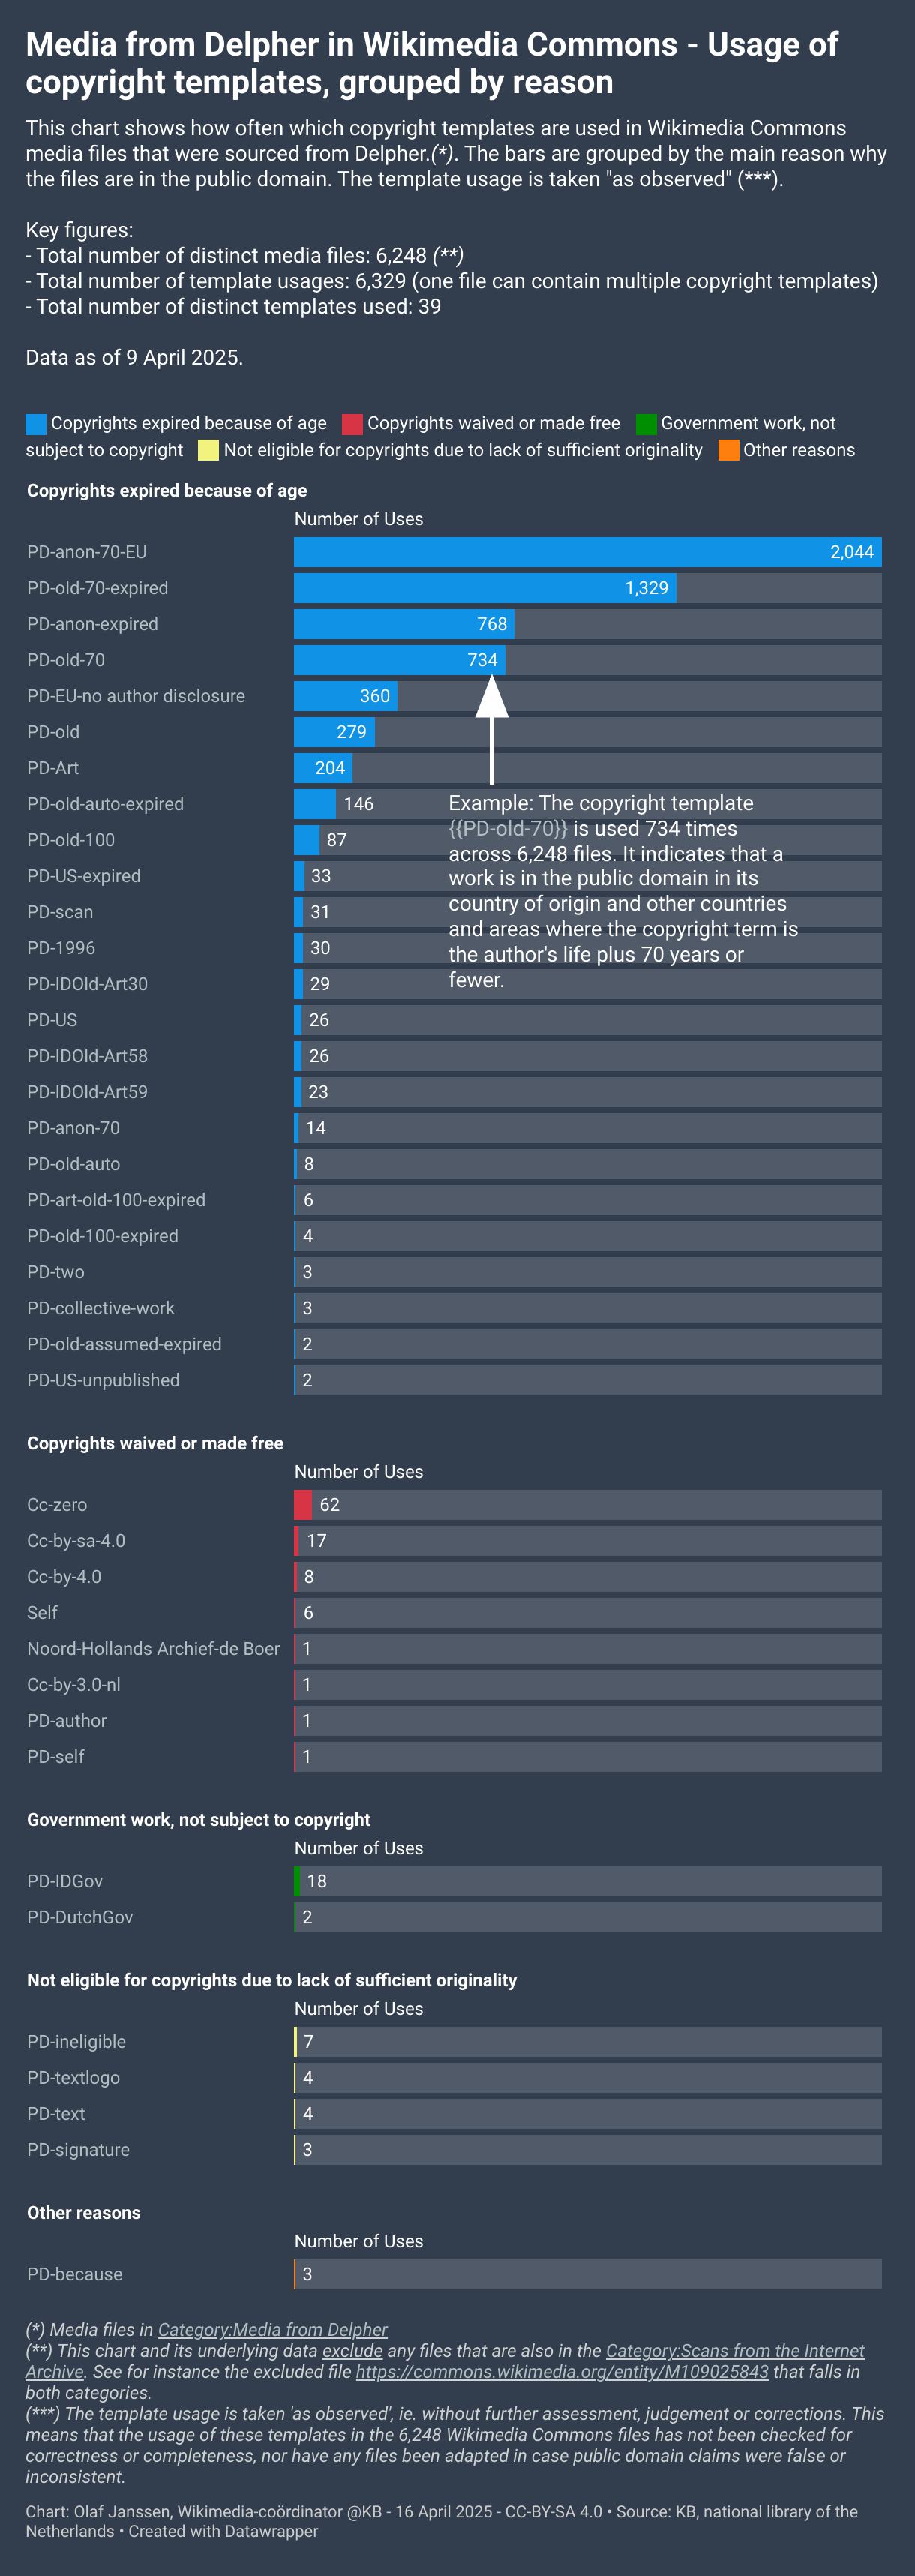 Media from Delpher in Wikimedia Commons - Usage of
copyright templates, grouped by reason
This chart shows how often which copyright templates are used in Wikimedia Commons
media files that were sourced from Delpher.(*). The bars are grouped by the main reason why
the files are in the public domain. The template usage is taken "as observed" (***).
Key figures:
- Total number of distinct media files: 6,248 (**)
- Total number of template usages: 6,329 (one file can contain multiple copyright templates)
- Total number of distinct templates used: 39
Data as of 9 April 2025.
Copyrights expired because of age Copyrights waived or made free Government work, not
subject to copyright Not eligible for copyrights due to lack of sufficient originality Other reasons
Copyrights expired because of age
Number of Uses
PD-anon-70-EU 2,044
PD-old-70-expired 1,329
PD-anon-expired 768
PD-old-70 734
PD-EU-no author disclosure 360
PD-old 279
PD-Art 204
PD-old-auto-expired 146
PD-old-100 87
PD-US-expired 33
PD-scan 31
PD-1996 30
PD-IDOld-Art30 29
Example: The copyright template
{{PD-old-70}} is used 734 times
across 6,248 files. It indicates that a
work is in the public domain in its
country of origin and other countries
and areas where the copyright term is
the author's life plus 70 years or
fewer.
PD-US 26
PD-IDOld-Art58 26
PD-IDOld-Art59 23
PD-anon-70 14
PD-old-auto 8
PD-art-old-100-expired 6
PD-old-100-expired 4
PD-two 3
PD-collective-work 3
PD-old-assumed-expired 2
PD-US-unpublished 2
Copyrights waived or made free
Number of Uses
Cc-zero 62
Cc-by-sa-4.0 17
Cc-by-4.0 8
Self 6
Noord-Hollands Archief-de Boer 1
Cc-by-3.0-nl 1
PD-author 1
PD-self 1
Government work, not subject to copyright
Number of Uses
PD-IDGov 18
PD-DutchGov 2
Not eligible for copyrights due to lack of sufficient originality
Number of Uses
PD-ineligible 7
PD-textlogo 4
PD-text 4
PD-signature 3
Other reasons
Number of Uses
PD-because 3
(*) Media files in Category:Media from Delpher
(**) This chart and its underlying data exclude any files that are also in the Category:Scans from the Internet
Archive. See for instance the excluded file https://commons.wikimedia.org/entity/M109025843 that falls in
both categories.
(***) The template usage is taken 'as observed', ie. without further assessment, judgement or corrections. This
means that the usage of these templates in the 6,248 Wikimedia Commons files has not been checked for
correctness or completeness, nor have any files been adapted in case public domain claims were false or
inconsistent.
Chart: Olaf Janssen, Wikimedia-coördinator @KB - 16 April 2025 - CC-BY-SA 4.0 • Source: KB, national library of the
Netherlands • Created with Datawrapper